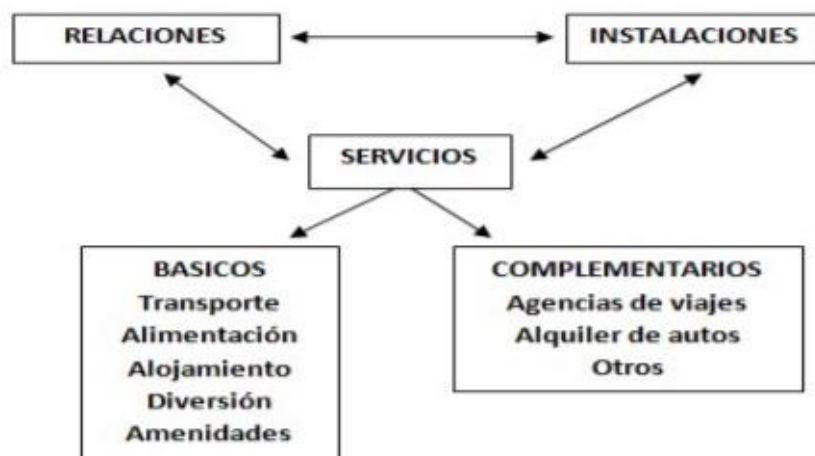 RELACIONES
INSTALACIONES
SERVICIOS
BASICOS
Transporte
Alimentación
Alojamiento
Diversión
Amenidades
COMPLEMENTARIOS
Agencias de viajes
Alquiler de autos
Otros